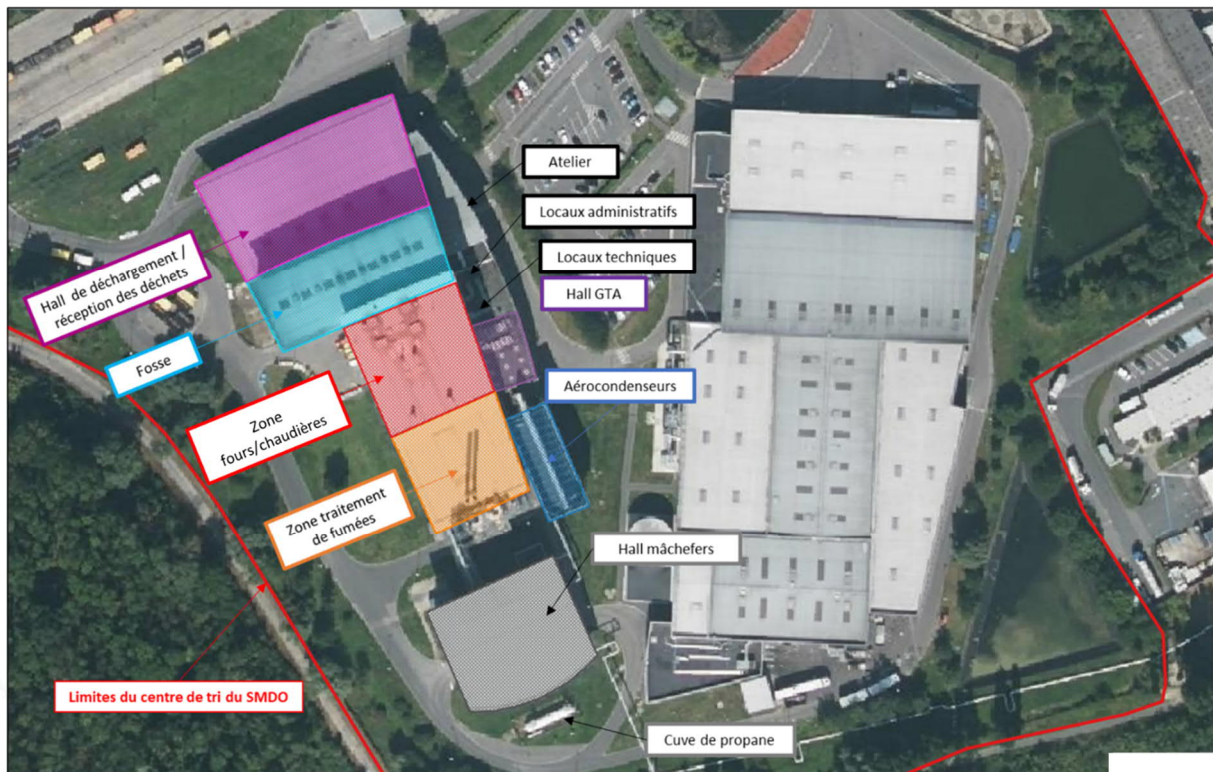 Atelier
Locaux administratifs
Locaux techniques
Hall GTA
Hall de déchargement /
réception des déchets
Fosse
Aérocondenseurs
Zone
fours/chaudières
Zone traitement
de fumées
Hall mâchefers
Limites du centre de tri du SMDO
Cuve de propane